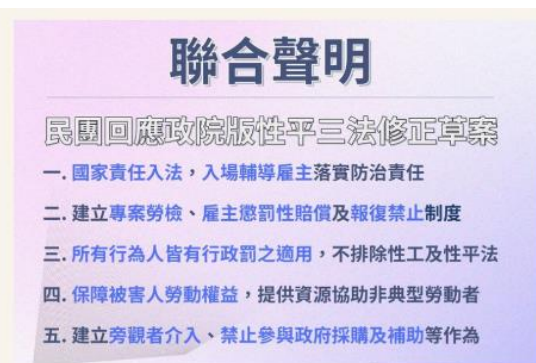 聯合聲明
民團回應政院版性平三法修正草案
一. 國家責任入法，入場輔導雇主落實防治責任
二. 建立專案勞檢、雇主懲罰性賠償及報復禁止制度
三. 所有行為人皆有行政罰之適用，不排除性工及性平法
四. 保障被害人勞動權益，提供資源協助非典型勞動者
五. 建立旁觀者介入、禁止參與政府採購及補助等作為